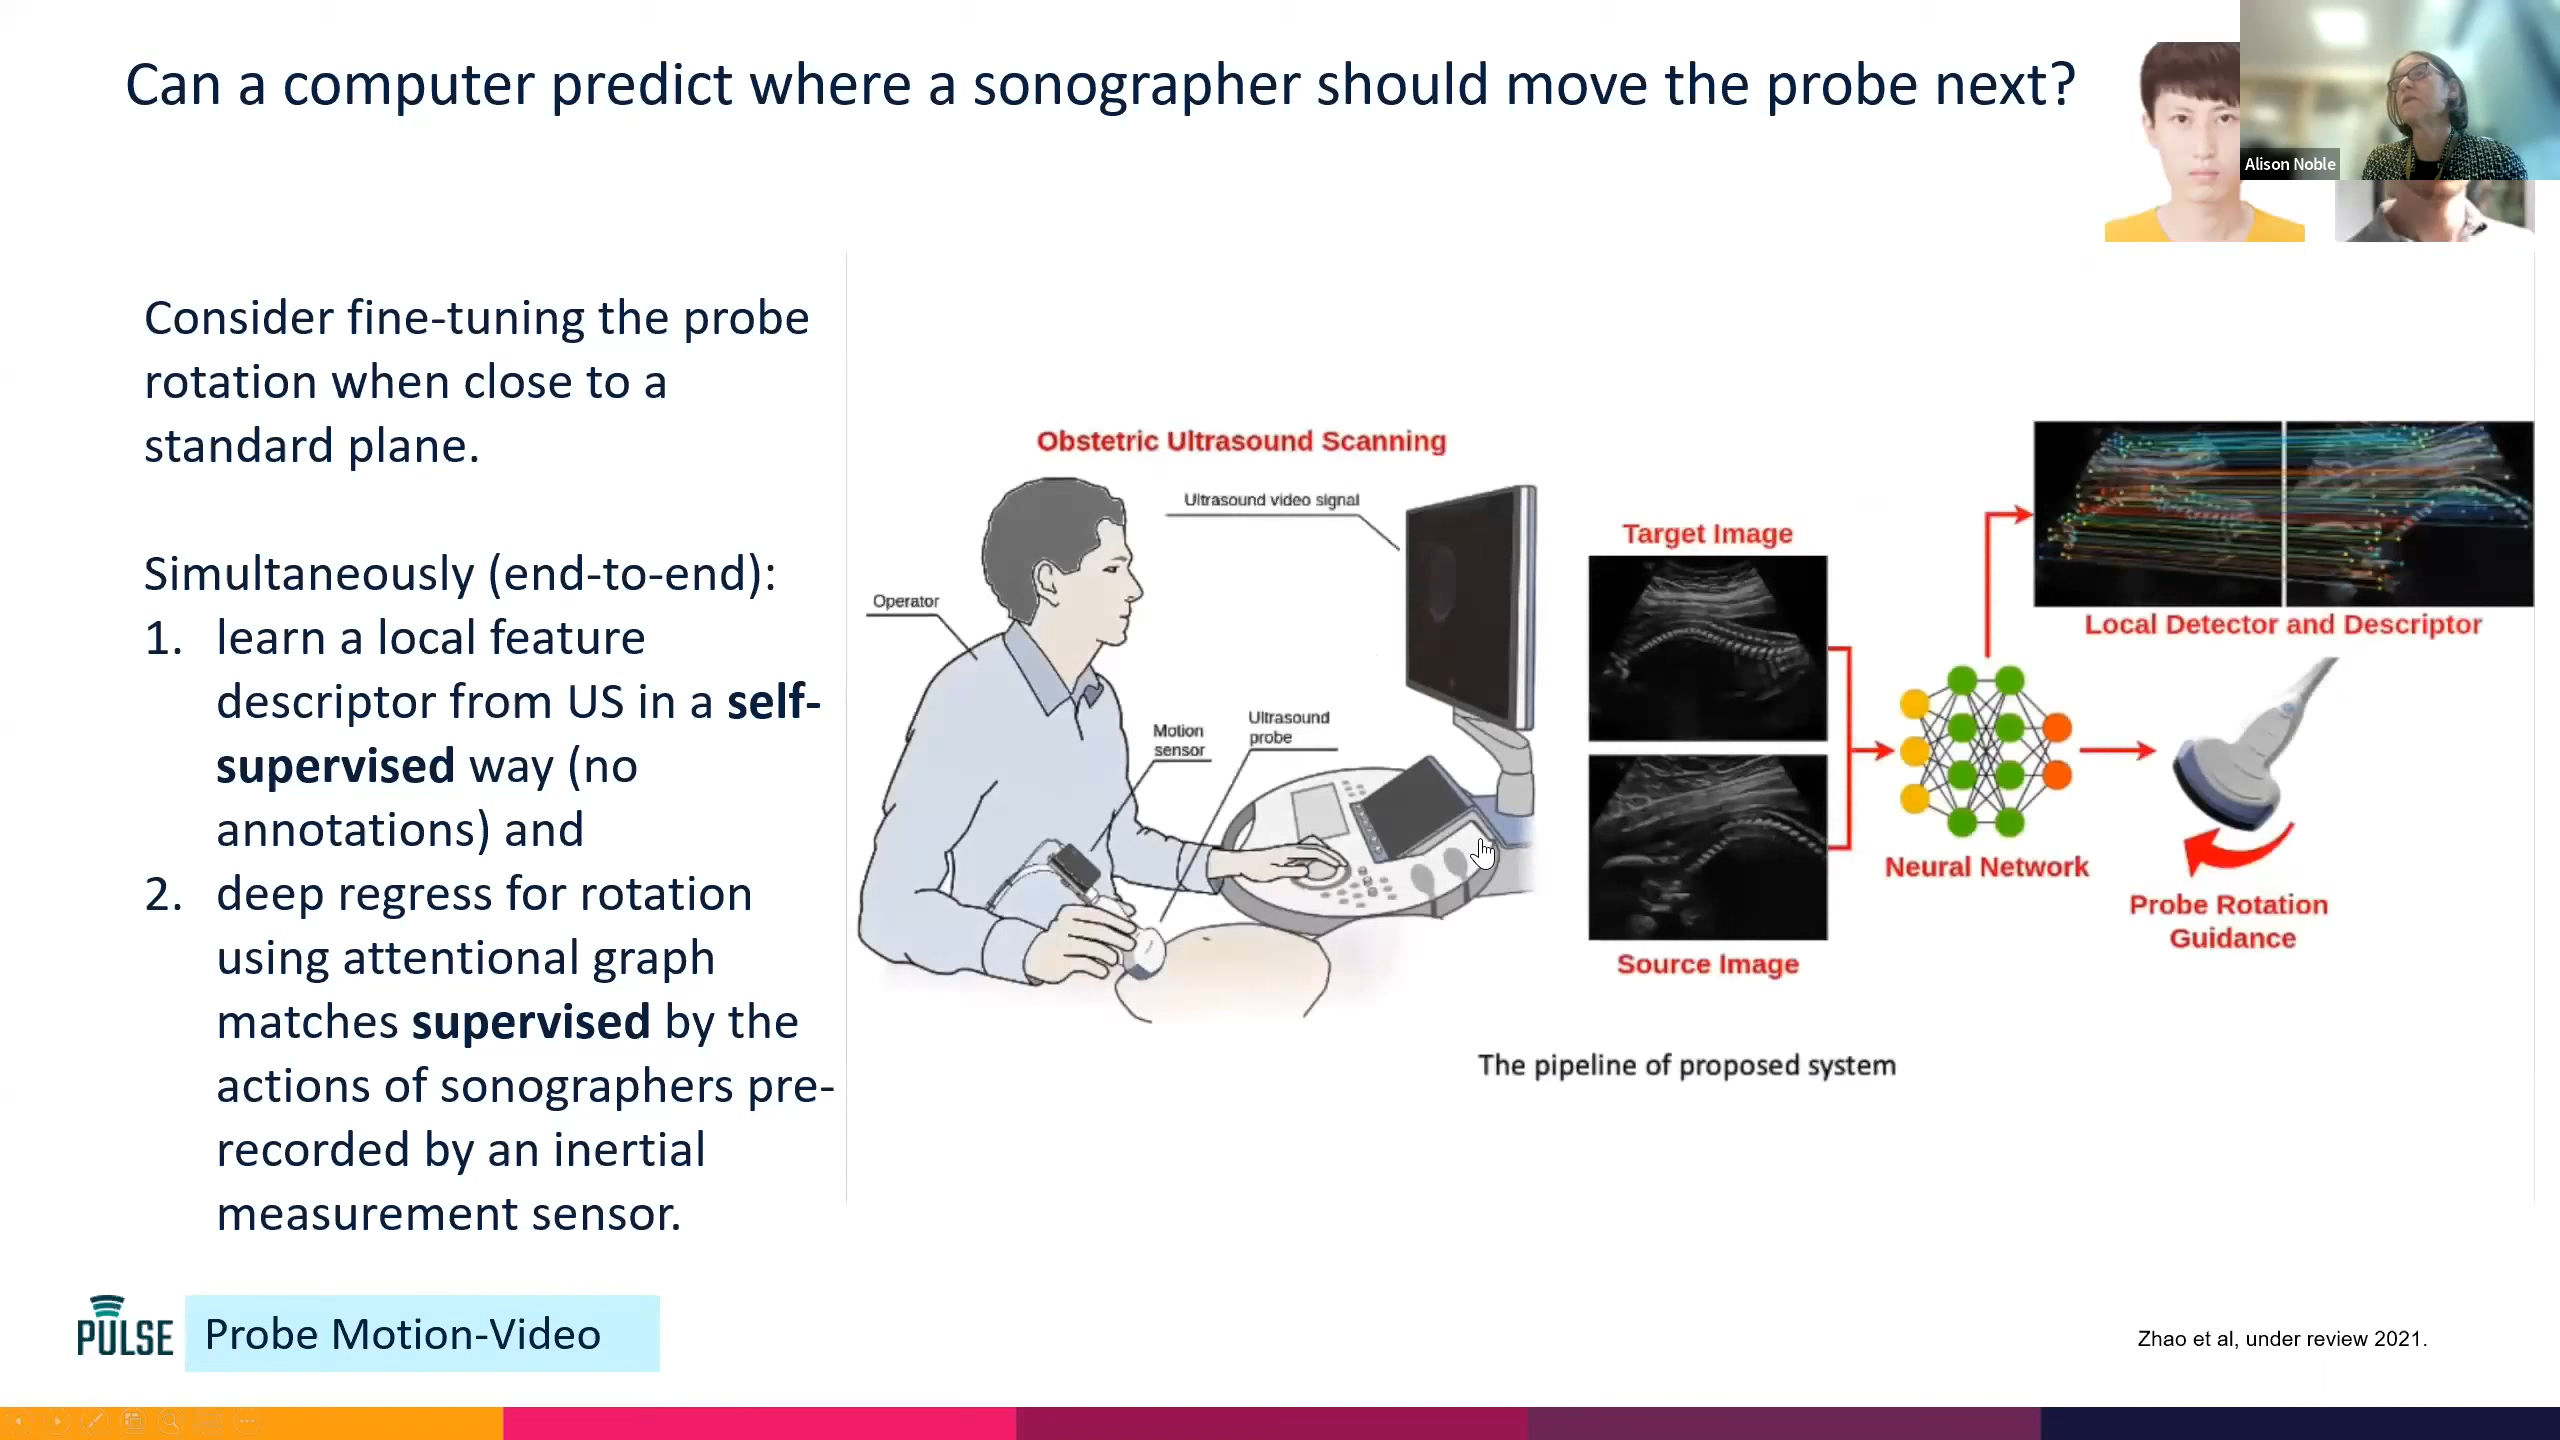 Can a computer predict where a sonographer should move the probe next?
Alison Noble
Consider fine-tuning the probe
rotation when close to a
standard plane.
Simultaneously (end-to-end):
1. learn a local feature
descriptor from US in a self-
supervised way (no
annotations) and
2. deep regress for rotation
using attentional graph
matches supervised by the
actions of sonographers pre-
recorded by an inertial
measurement sensor.
Obstetric Ultrasound Scanning
Ultrasound video signal
Operator
Motion
sensor
Ultrasound
probe
Target Image
Source Image
Neural Network
Local Detector and Descriptor
Probe Rotation
Guidance
The pipeline of proposed system
PULSE
Probe Motion-Video
Zhao et al, under review 2021.